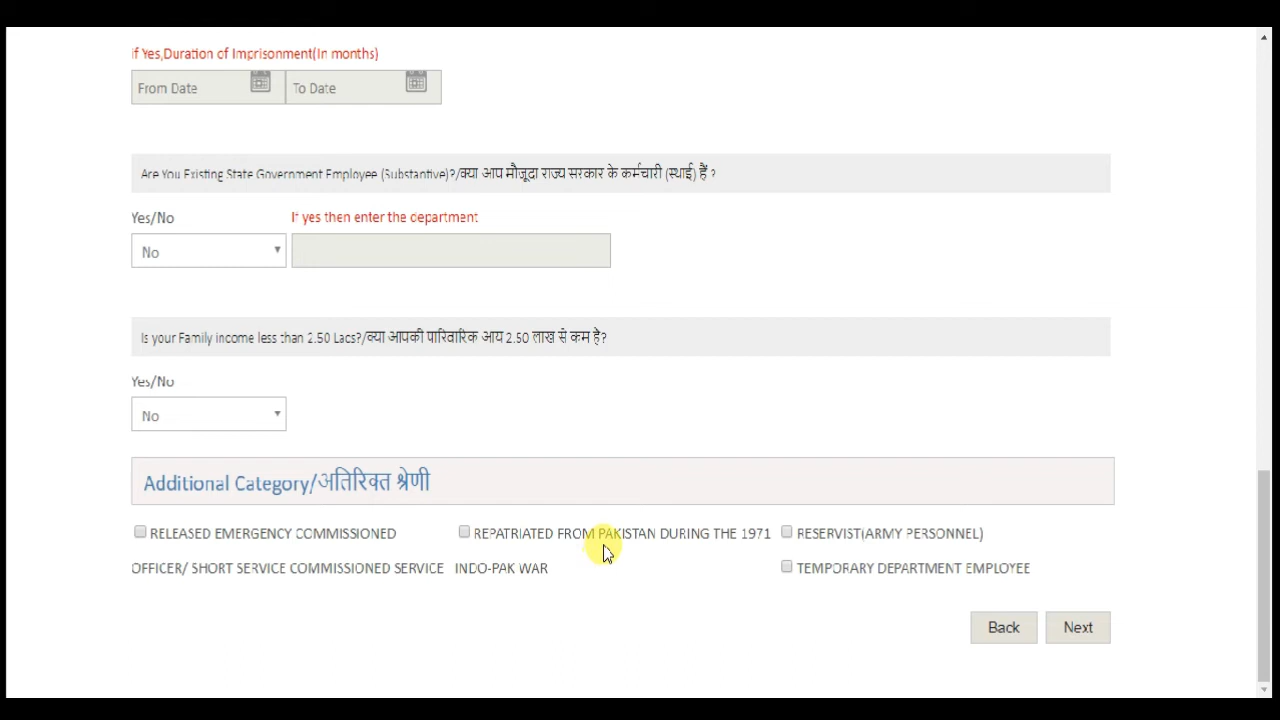 if Yes,Duration of Imprisonment(In months)
From Date To Date
Are You Existing State Government Employee (Substantive)?/क्या आप मौजूदा राज्य सरकार के कर्मचारी (स्थाई) हैं ?
Yes/No If yes then enter the department
No
Is your Family income less than 2.50 Lacs?/क्या आपकी पारिवारिक आय 2.50 लाख से कम है?
Yes/No
No
Additional Category/अतिरिक्त श्रेणी
RELEASED EMERGENCY COMMISSIONED REPATRIATED FROM PAKISTAN DURING THE 1971 RESERVIST(ARMY PERSONNEL)
OFFICER/ SHORT SERVICE COMMISSIONED SERVICE INDO-PAK WAR TEMPORARY DEPARTMENT EMPLOYEE
Back Next